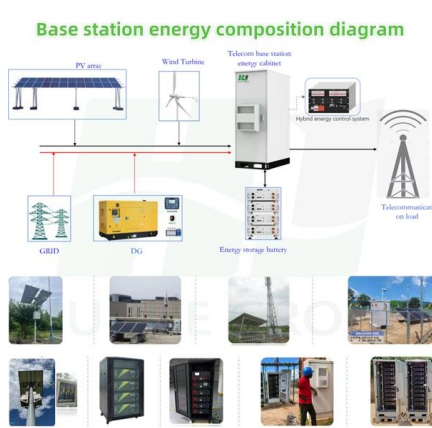 Base station energy composition diagram
PV array
Wind Turbine
Telecom base station
energy cabinet
Hybrid energy control system
Telecommunicat
on load
GRID
DG
Energy storage battery